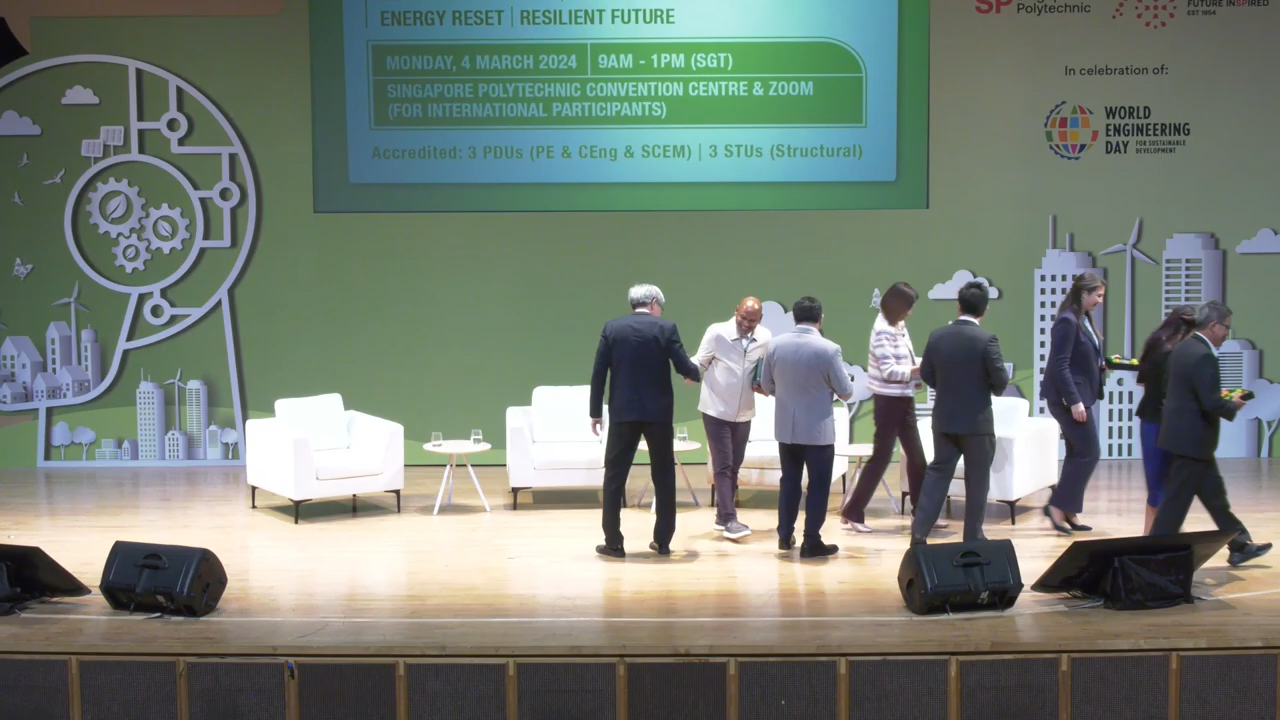 ENERGY RESET | RESILIENT FUTURE
MONDAY, 4 MARCH 2024 | 9AM - 1PM (SGT)
SINGAPORE POLYTECHNIC CONVENTION CENTRE & ZOOM
(FOR INTERNATIONAL PARTICIPANTS)
Accredited: 3 PDUs (PE & CEng & SCEM) | 3 STUs (Structural)
SP
Polytechnic
FUTURE INSPIRED
EST 1954
In celebration of:
WORLD
ENGINEERING
DAY
FOR SUSTAINABLE
DEVELOPMENT